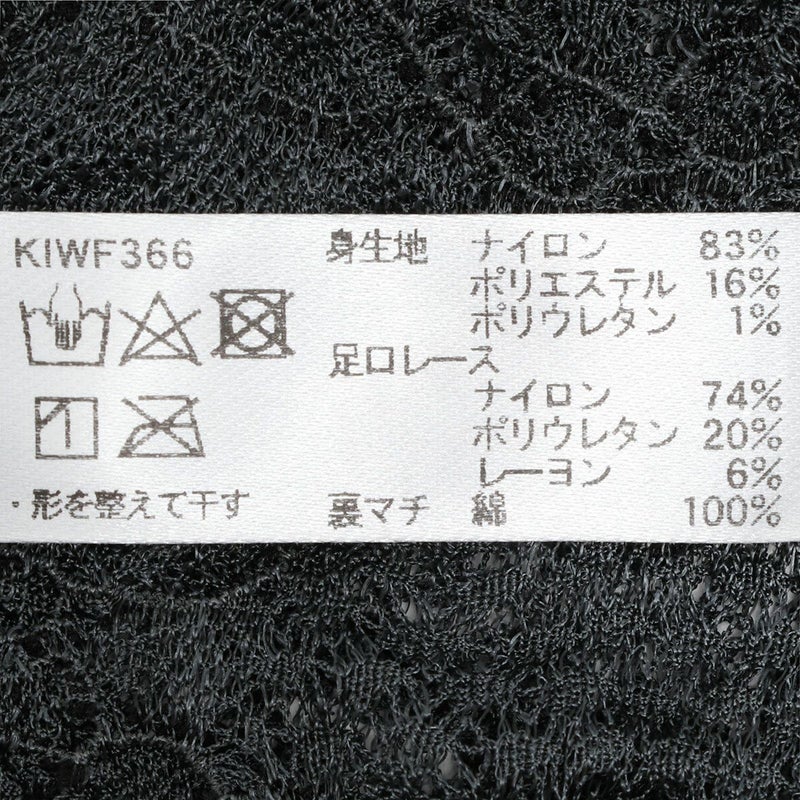 KIWF366
・形を整えて干す
身生地 ナイロン 83%
ポリエステル 16%
ポリウレタン 1%
足口レース
ナイロン 74%
ポリウレタン 20%
レーヨン 6%
裏マチ 綿 100%